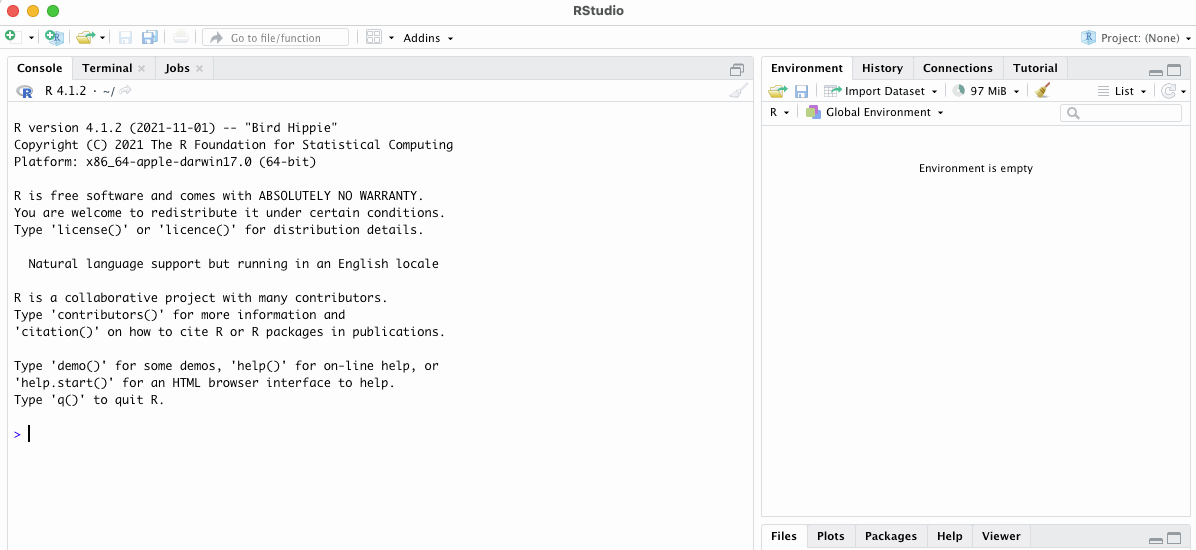 RStudio
Go to file/function
Addins
Project: (None)
Console Terminal Jobs
R 4.1.2 · ~/
R version 4.1.2 (2021-11-01) -- "Bird Hippie"
Copyright (C) 2021 The R Foundation for Statistical Computing
Platform: x86_64-apple-darwin17.0 (64-bit)
R is free software and comes with ABSOLUTELY NO WARRANTY.
You are welcome to redistribute it under certain conditions.
Type 'license()' or 'licence()' for distribution details.
Natural language support but running in an English locale
R is a collaborative project with many contributors.
Type 'contributors()' for more information and
'citation()' on how to cite R or R packages in publications.
Type 'demo()' for some demos, 'help()' for on-line help, or
'help.start()' for an HTML browser interface to help.
Type 'q()' to quit R.
>
Environment History Connections Tutorial
Import Dataset 97 MiB List
R Global Environment
Environment is empty
Files Plots Packages Help Viewer